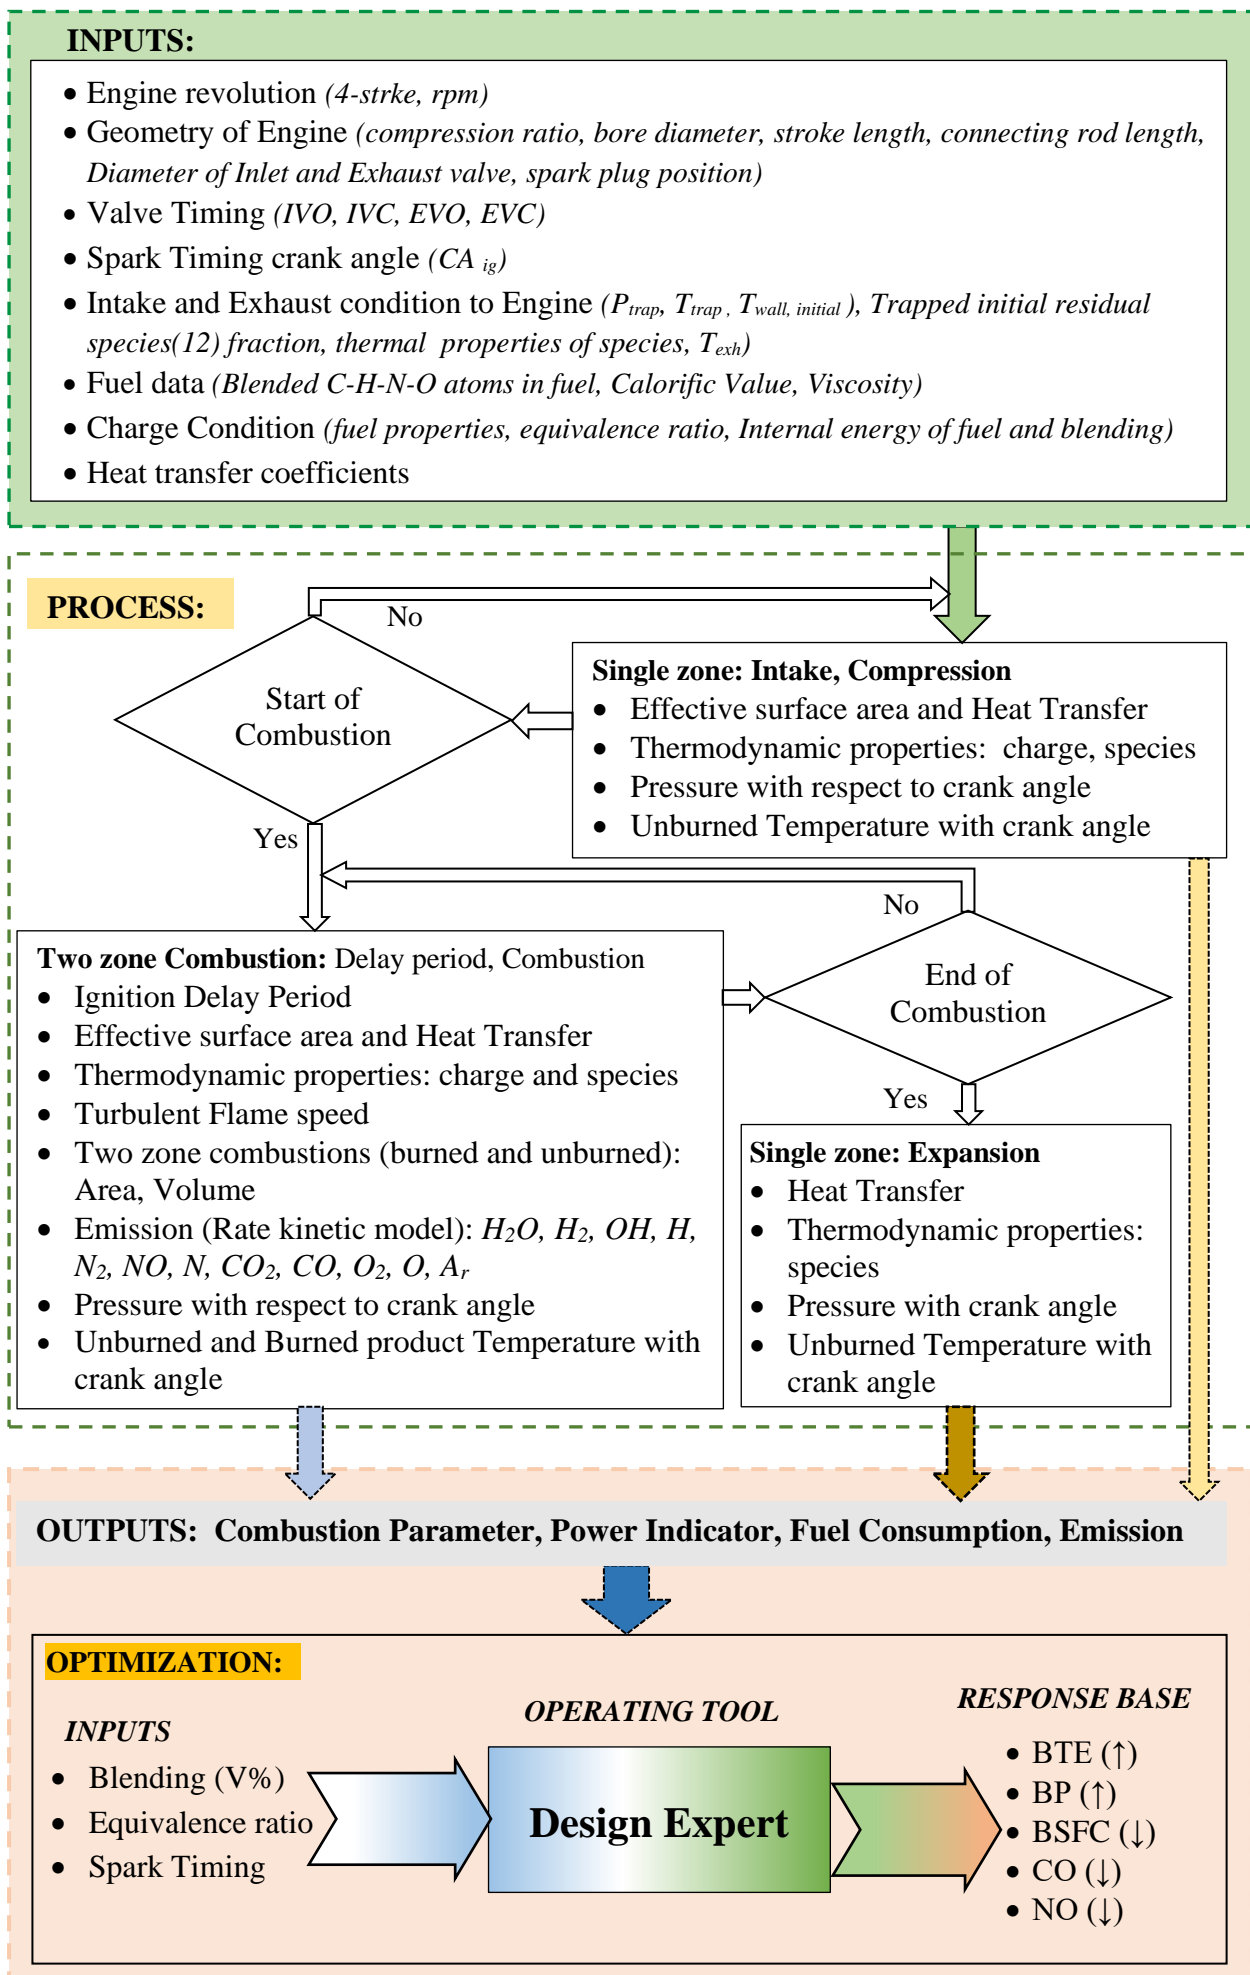 INPUTS:
• Engine revolution (4-strke, rpm)
• Geometry of Engine (compression ratio, bore diameter, stroke length, connecting rod length,
Diameter of Inlet and Exhaust valve, spark plug position)
• Valve Timing (IVO, IVC, EVO, EVC)
• Spark Timing crank angle (CA ig)
• Intake and Exhaust condition to Engine (Ptrap, Ttrap , Twall, initial ), Trapped initial residual
species(12) fraction, thermal properties of species, Texh)
• Fuel data (Blended C-H-N-O atoms in fuel, Calorific Value, Viscosity)
• Charge Condition (fuel properties, equivalence ratio, Internal energy of fuel and blending)
• Heat transfer coefficients
PROCESS:
No
Start of
Combustion
Yes
Single zone: Intake, Compression
• Effective surface area and Heat Transfer
• Thermodynamic properties: charge, species
• Pressure with respect to crank angle
• Unburned Temperature with crank angle
No
End of
Combustion
Yes
Two zone Combustion: Delay period, Combustion
• Ignition Delay Period
• Effective surface area and Heat Transfer
• Thermodynamic properties: charge and species
• Turbulent Flame speed
• Two zone combustions (burned and unburned):
Area, Volume
• Emission (Rate kinetic model): H2O, H2, OH, H,
N2, NO, N, CO2, CO, O2, O, Ar
• Pressure with respect to crank angle
• Unburned and Burned product Temperature with
crank angle
Single zone: Expansion
• Heat Transfer
• Thermodynamic properties:
species
• Pressure with crank angle
• Unburned Temperature with
crank angle
OUTPUTS: Combustion Parameter, Power Indicator, Fuel Consumption, Emission
OPTIMIZATION:
INPUTS
• Blending (V%)
• Equivalence ratio
• Spark Timing
OPERATING TOOL
Design Expert
RESPONSE BASE
• BTE (↑)
• BP (↑)
• BSFC (↓)
• CO (↓)
• NO (↓)